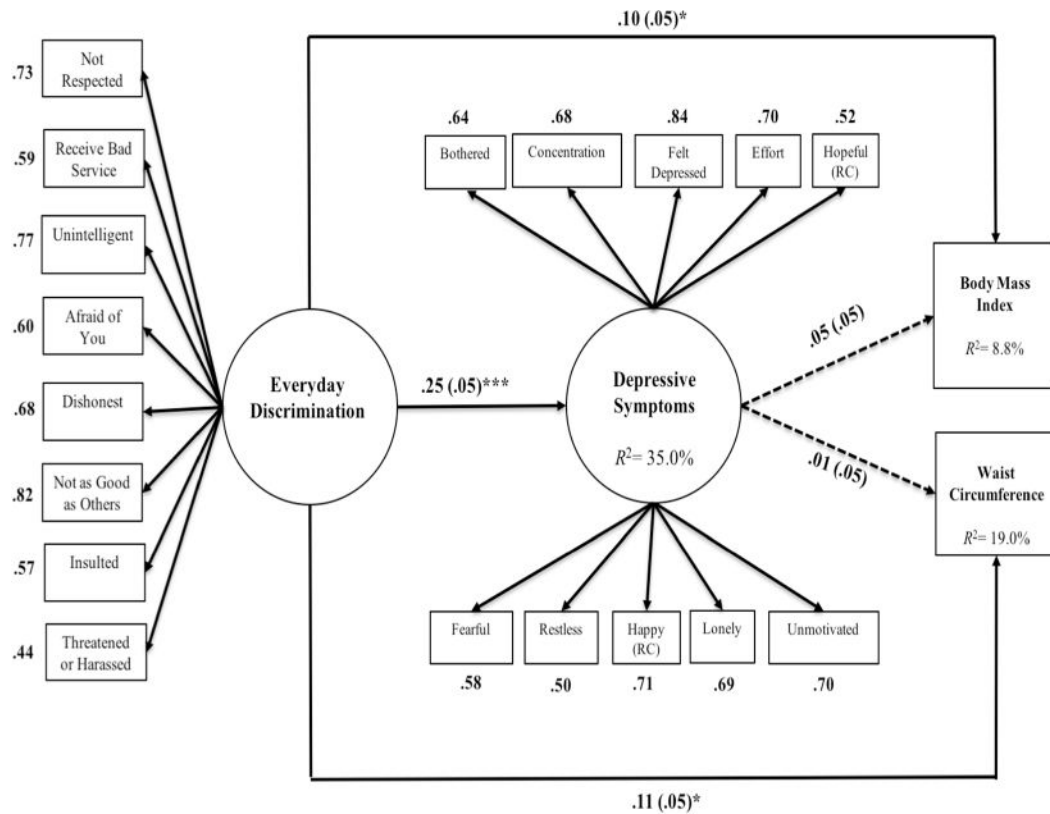 .10 (.05)*
.73
Not
Respected
.59
Receive Bad
Service
.77
Unintelligent
.60
Afraid of
You
.68
Dishonest
.82
Not as Good
as Others
.57
Insulted
.44
Threatened
or Harassed
Everyday
Discrimination
.25 (.05)***
.64
.68
.84
.70
.52
Bothered
Concentration
Felt
Depressed
Effort
Hopeful
(RC)
Depressive
Symptoms
R²= 35.0%
Fearful
Restless
Happy
(RC)
Lonely
Unmotivated
.58
.50
.71
.69
.70
.05 (.05)
.01 (.05)
Body Mass
Index
R²= 8.8%
Waist
Circumference
R²= 19.0%
.11 (.05)*